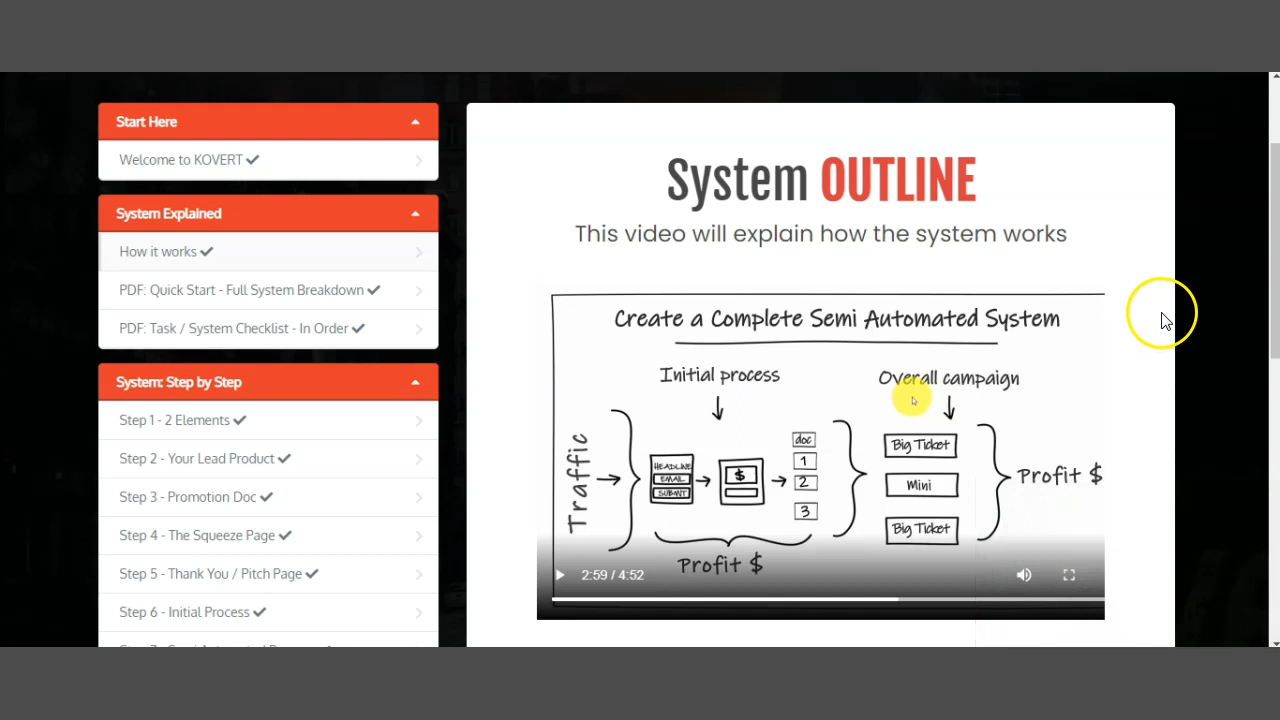 Start Here
Welcome to KOVERT
System Explained
How it works
PDF: Quick Start - Full System Breakdown
PDF: Task / System Checklist - In Order
System: Step by Step
Step 1 - 2 Elements
Step 2 - Your Lead Product
Step 3 - Promotion Doc
Step 4 - The Squeeze Page
Step 5 - Thank You / Pitch Page
Step 6 - Initial Process
System OUTLINE
This video will explain how the system works
Create a Complete Semi Automated System
Initial process
Overall campaign
Traffic
HEADLINE
EMAIL
SUBMIT
$
doc
1
2
3
Profit $
Big Ticket
Mini
Big Ticket
Profit $
2:59 / 4:52